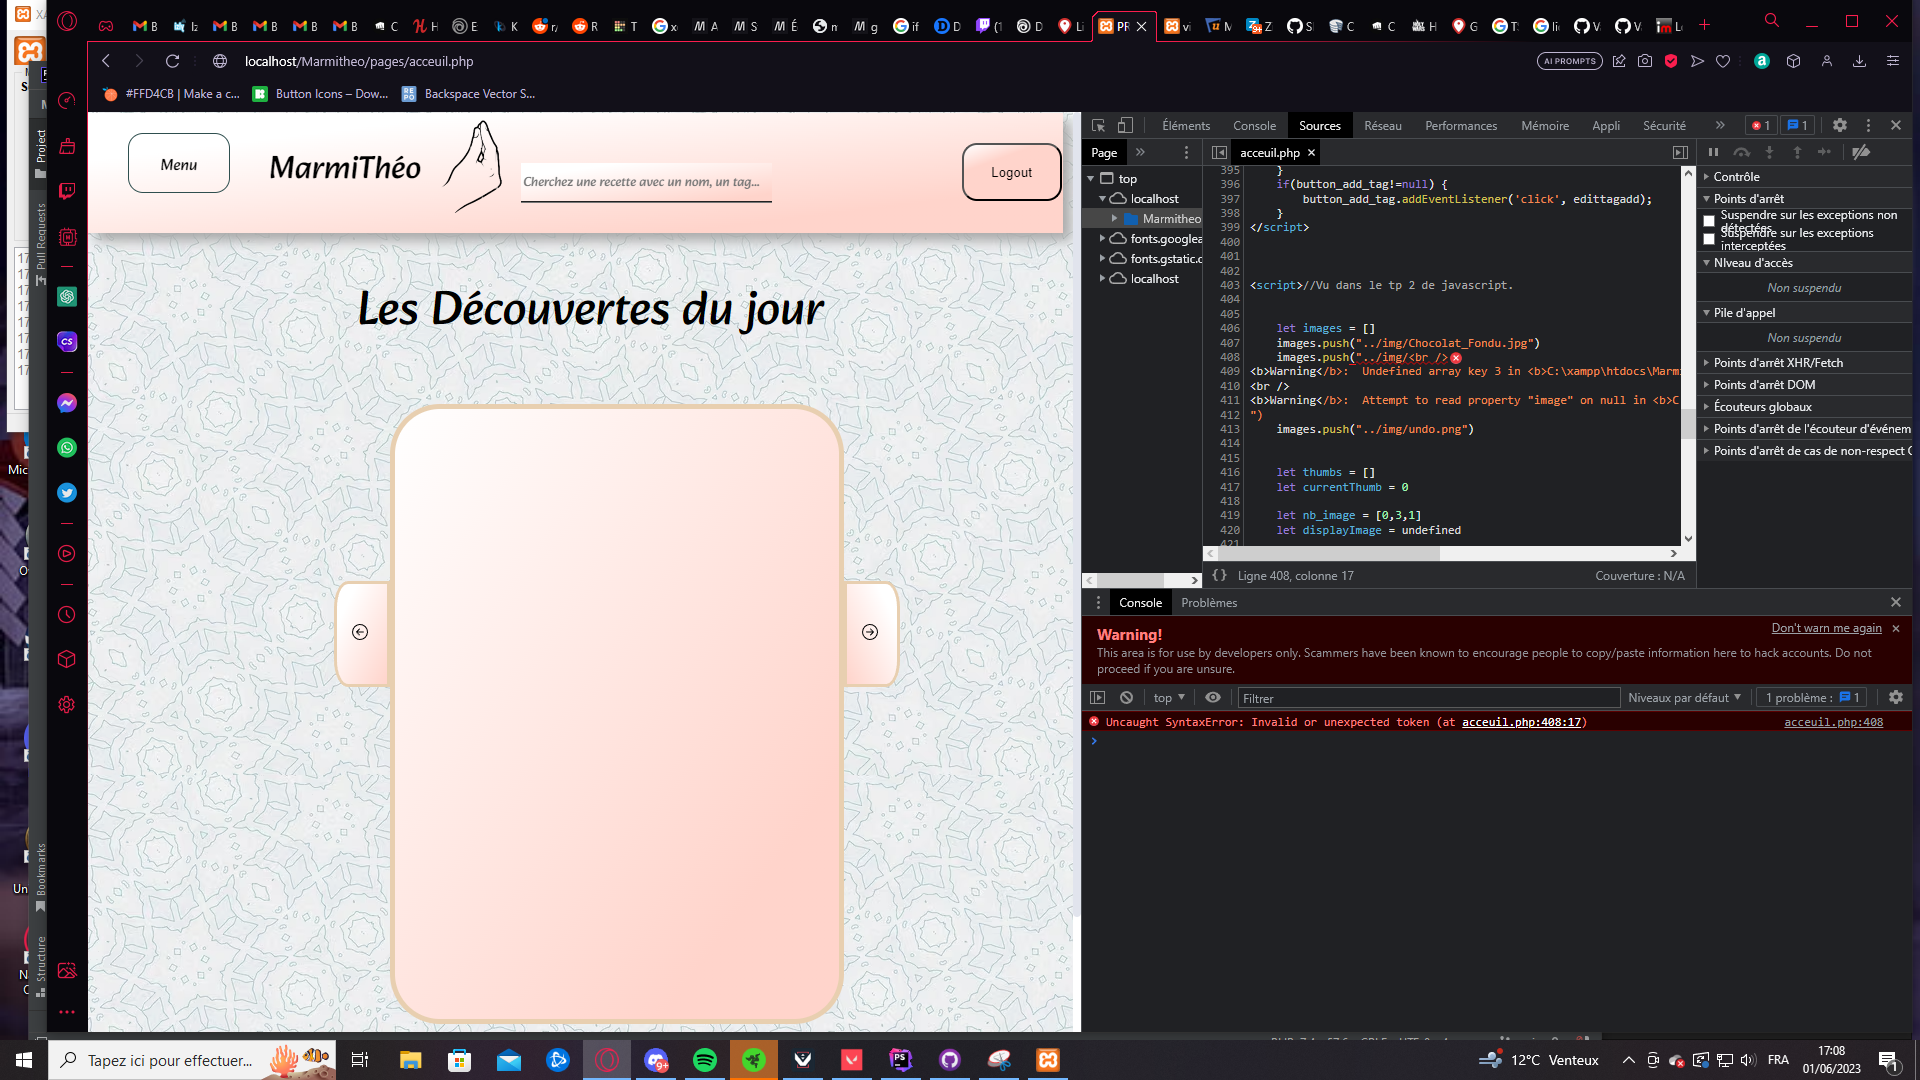 localhost/Marmitheo/pages/acceuil.php
AI PROMPTS
#FFD4CB | Make a c...
Button Icons – Dow...
Backspace Vector S...
Menu
MarmiThéo
Cherchez une recette avec un nom, un tag...
Logout
Les Découvertes du jour
Éléments
Console
Sources
Réseau
Performances
Mémoire
Appli
Sécurité
1
1
Page
acceuil.php
top
localhost
Marmitheo
fonts.googlea
fonts.gstatic.c
localhost
395 }
396 if(button_add_tag!=null) {
397 button_add_tag.addEventListener('click', edittagadd);
398 }
399 </script>
400
401
402
403 <script>//Vu dans le tp 2 de javascript.
404
405
406 let images = []
407 images.push("../img/Chocolat_Fondu.jpg")
408 images.push("../img/<br />
409 <b>Warning</b>:  Undefined array key 3 in <b>C:\xampp\htdocs\Marmi
410 <br />
411 <b>Warning</b>:  Attempt to read property "image" on null in <b>C
412 ")
413 images.push("../img/undo.png")
414
415
416 let thumbs = []
417 let currentThumb = 0
418
419 let nb_image = [0,3,1]
420 let displayImage = undefined
421
{} Ligne 408, colonne 17
Couverture : N/A
Contrôle
Points d'arrêt
Suspendre sur les exceptions non détectées
Suspendre sur les exceptions interceptées
NIveau d'accès
Non suspendu
Pile d'appel
Non suspendu
Points d'arrêt XHR/Fetch
Points d'arrêt DOM
Écouteurs globaux
Points d'arrêt de l'écouteur d'événem
Points d'arrêt de cas de non-respect C
Console
Problèmes
Warning!
Don't warn me again
This area is for use by developers only. Scammers have been known to encourage people to copy/paste information here to hack accounts. Do not
proceed if you are unsure.
top
Filtrer
Niveaux par défaut
1 problème :
1
Uncaught SyntaxError: Invalid or unexpected token (at acceuil.php:408:17)
acceuil.php:408
Project
Pull Requests
Bookmarks
Structure
Tapez ici pour effectuer...
12°C Venteux
FRA
17:08
01/06/2023